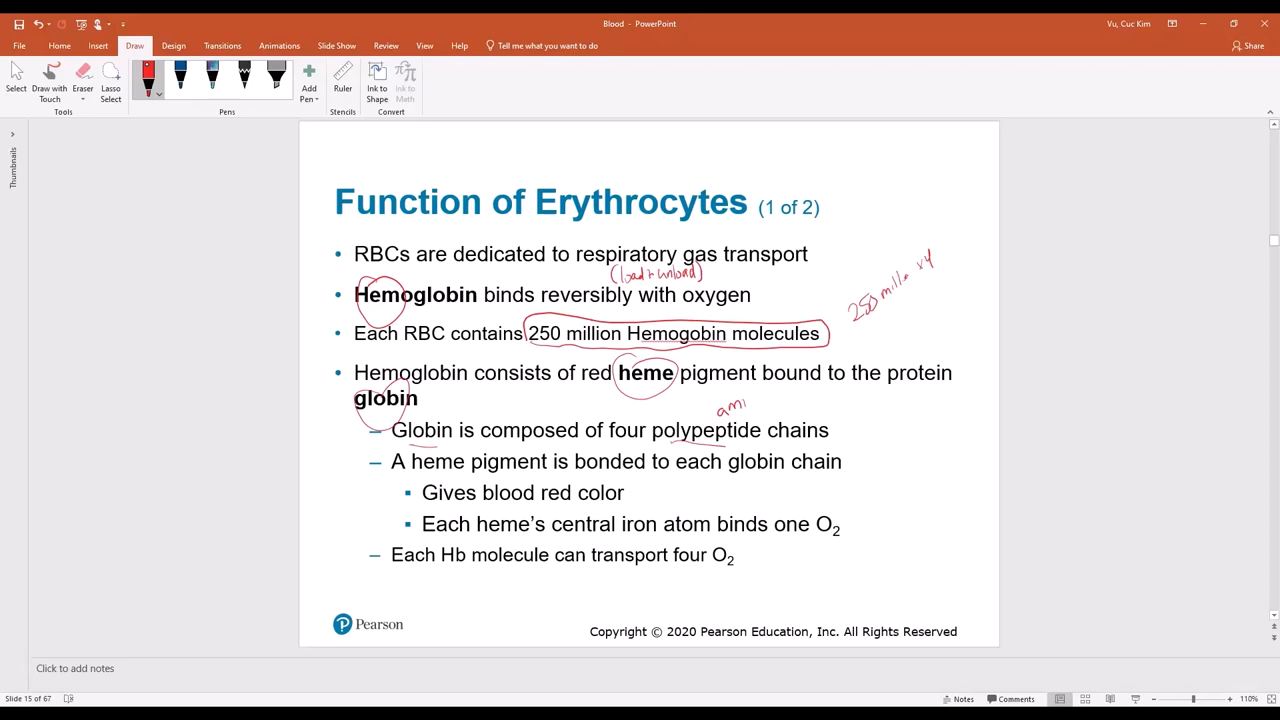 Blood - PowerPoint
Vu, Cuc Kim
File Home Insert Draw Design Transitions Animations Slide Show Review View Help Tell me what you want to do Share
Select
Draw with Touch
Eraser
Lasso Select
Add Pen
Ruler
Ink to Shape
Ink to Math
Tools Pens Stencils Convert
Thumbnails
Function of Erythrocytes (1 of 2)
• RBCs are dedicated to respiratory gas transport
(load + unload)
• Hemoglobin binds reversibly with oxygen
250 mill x4
• Each RBC contains 250 million Hemogobin molecules
• Hemoglobin consists of red heme pigment bound to the protein
globin
ami
– Globin is composed of four polypeptide chains
– A heme pigment is bonded to each globin chain
▪ Gives blood red color
▪ Each heme's central iron atom binds one O2
– Each Hb molecule can transport four O2
Pearson
Copyright © 2020 Pearson Education, Inc. All Rights Reserved
Click to add notes
Slide 15 of 67 Notes Comments 110%